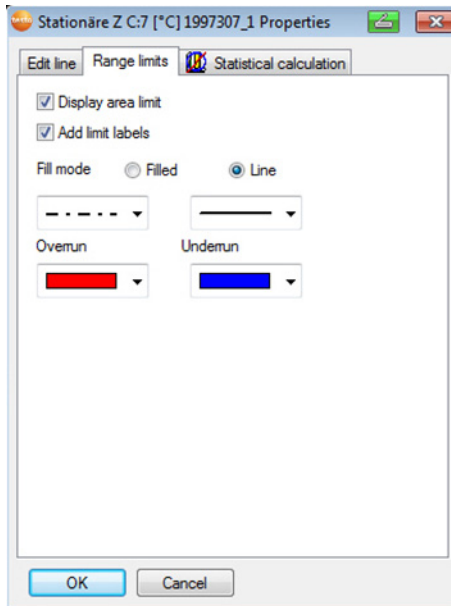 Stationäre Z C:7 [°C] 1997307_1 Properties
Edit line Range limits Statistical calculation
Display area limit
Add limit labels
Fill mode Filled Line
Overrun Underrun
OK Cancel